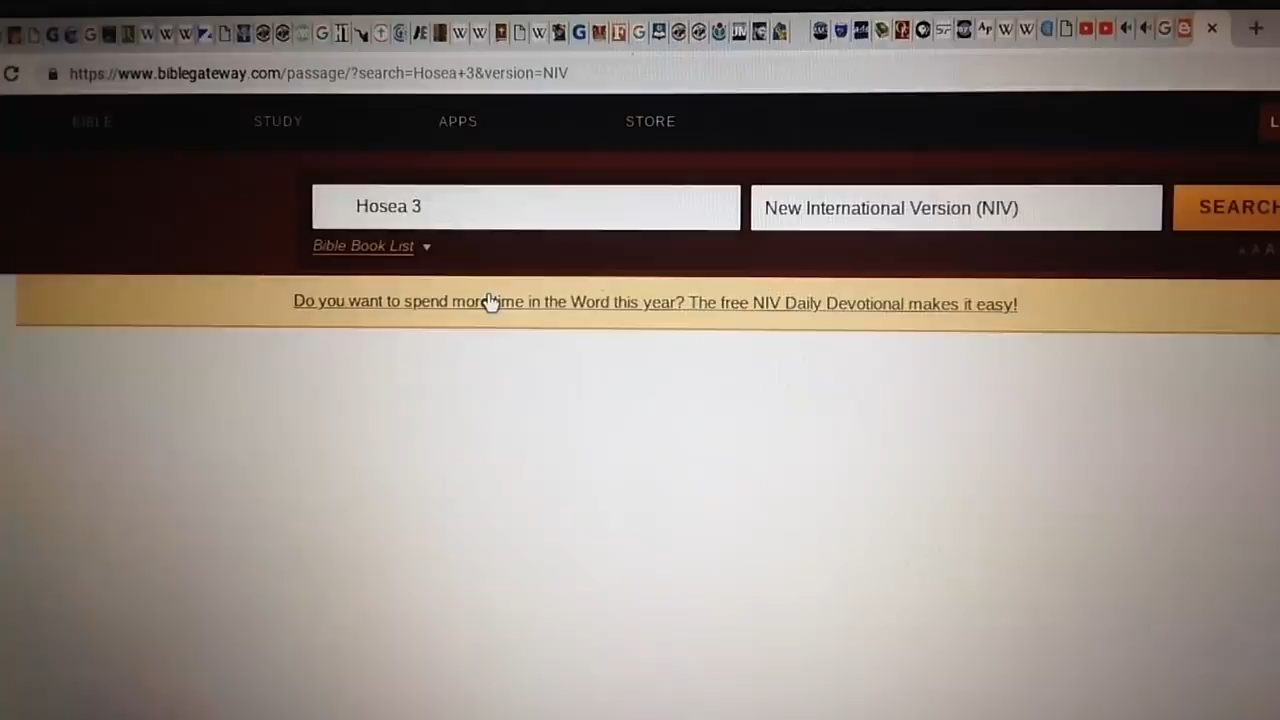 https://www.biblegateway.com/passage/?search=Hosea+3&version=NIV
BIBLE STUDY APPS STORE
Hosea 3 New International Version (NIV) SEARCH
Bible Book List
Do you want to spend more time in the Word this year? The free NIV Daily Devotional makes it easy!